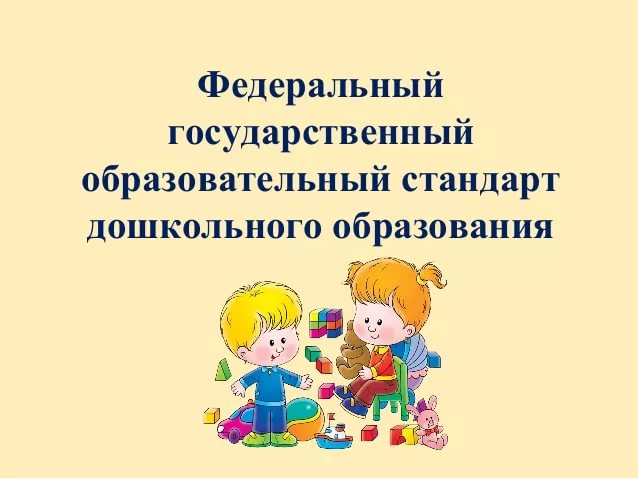 Федеральный
государственный
образовательный стандарт
дошкольного образования